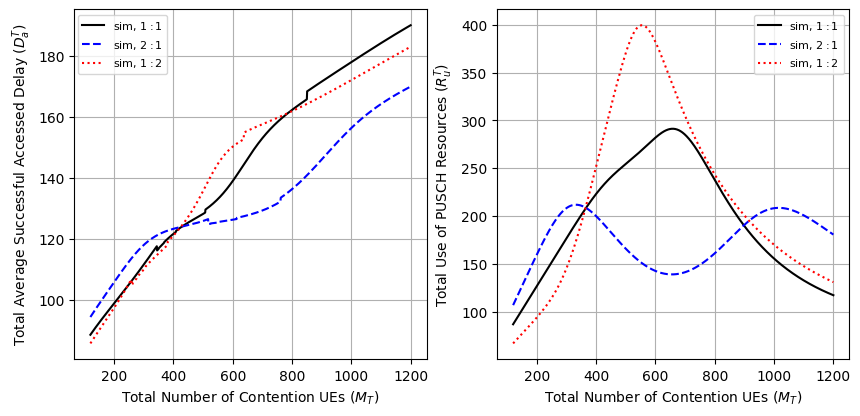 Total Average Successful Accessed Delay ($D_a^T$)
sim, 1 : 1
sim, 2 : 1
sim, 1 : 2
180
160
140
120
100
200 400 600 800 1000 1200
Total Number of Contention UEs ($M_T$)
Total Use of PUSCH Resources ($R_u^T$)
sim, 1 : 1
sim, 2 : 1
sim, 1 : 2
400
350
300
250
200
150
100
200 400 600 800 1000 1200
Total Number of Contention UEs ($M_T$)